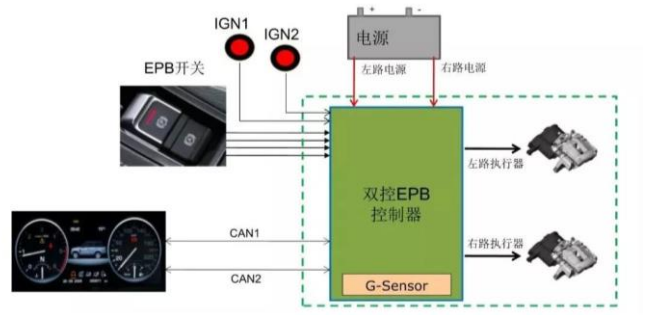 IGN1
IGN2
+ -
电源
EPB开关
左路电源
右路电源
双控EPB
控制器
左路执行器
CAN1
右路执行器
CAN2
G-Sensor